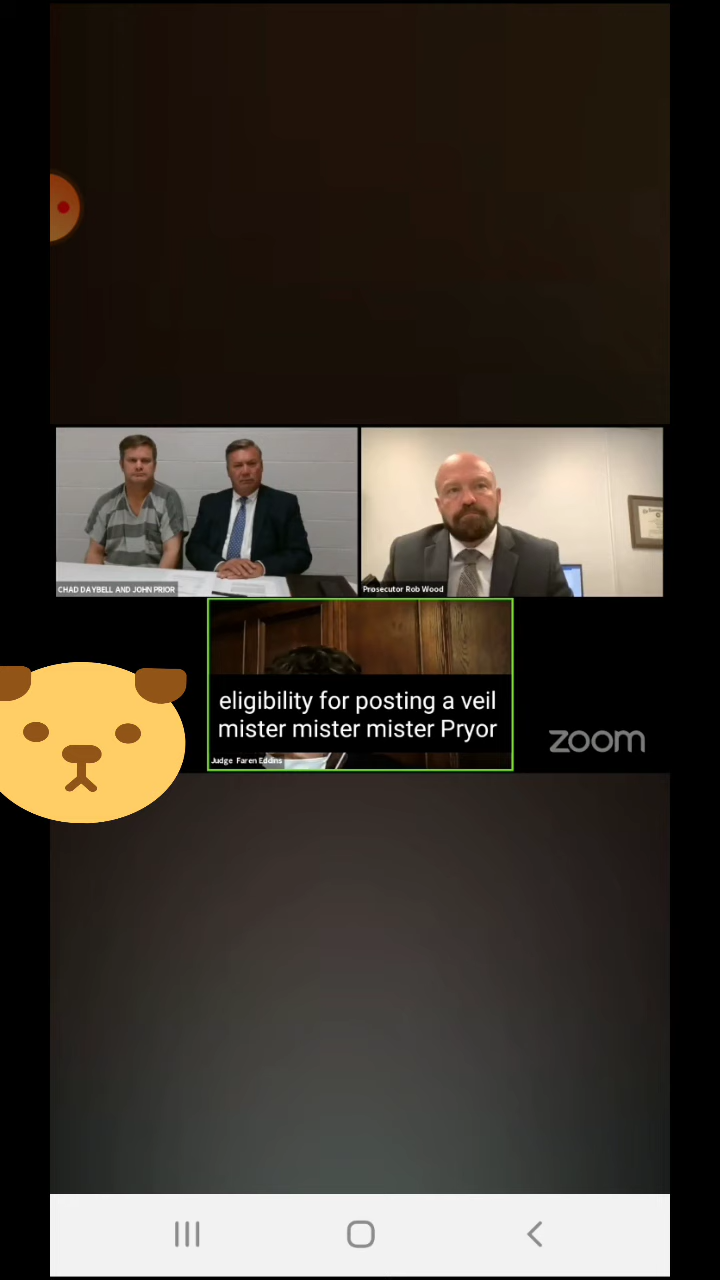 CHAD DAYBELL AND JOHN PRIOR
Prosecutor Rob Wood
eligibility for posting a veil
mister mister mister Pryor
Judge Faren Eddins
zoom